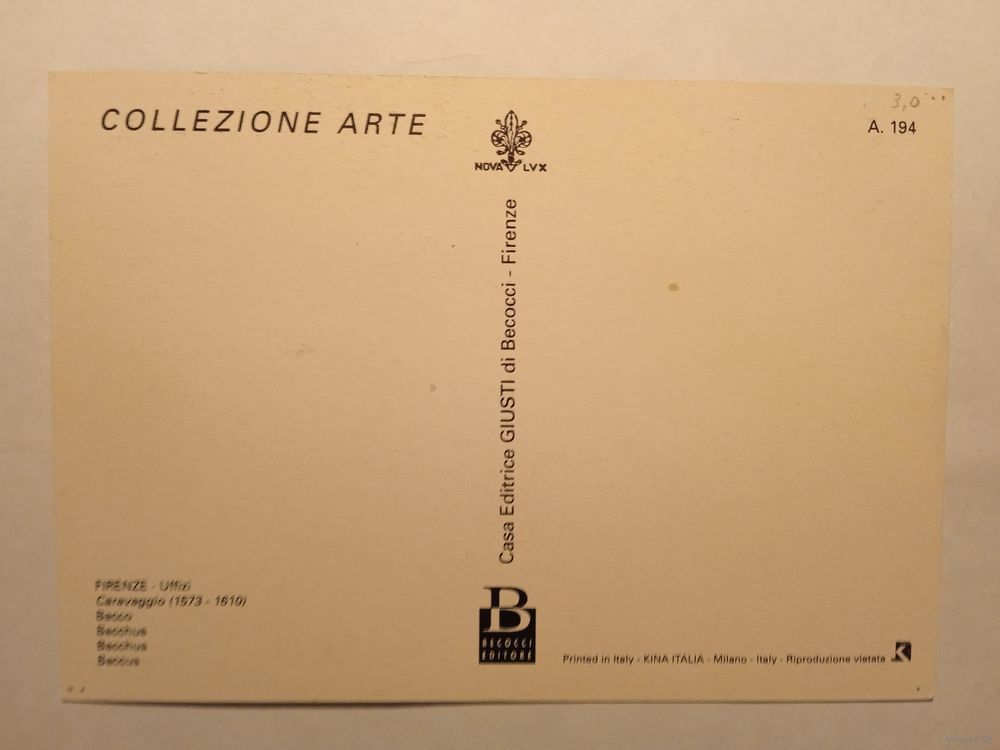 COLLEZIONE ARTE
3,0
A. 194
NOVA LVX
Casa Editrice GIUSTI di Becocci - Firenze
FIRENZE - Uffizi
Caravaggio (1573 - 1610)
Bacco
Bacchus
Bacchus
Baccus
B
BECOCCI
EDITORE
Printed in Italy - KINA ITALIA - Milano - Italy - Riproduzione vietata
K